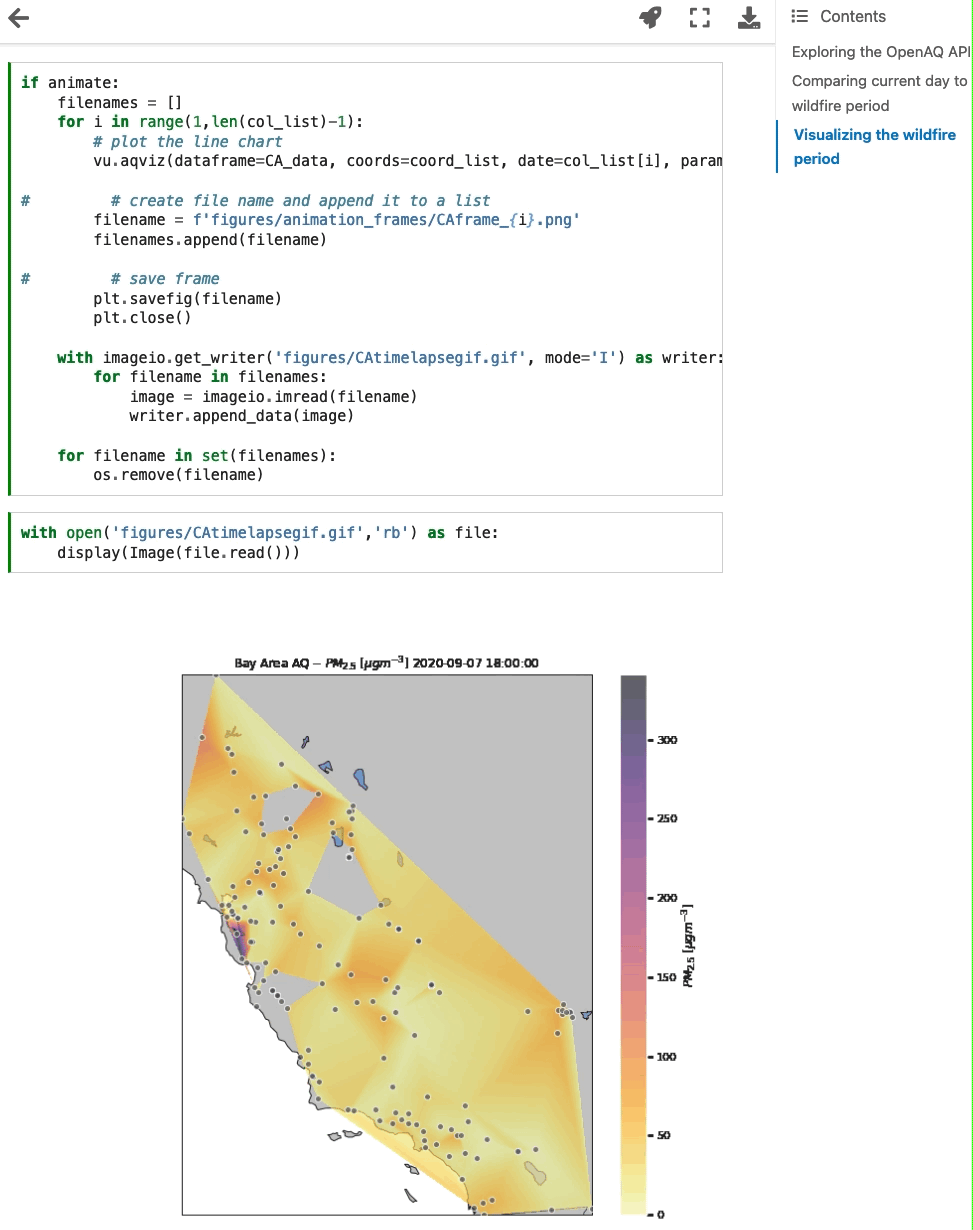 Contents
Exploring the OpenAQ API
Comparing current day to
wildfire period
Visualizing the wildfire
period
if animate:
    filenames = []
    for i in range(1,len(col_list)-1):
        # plot the line chart
        vu.aqviz(dataframe=CA_data, coords=coord_list, date=col_list[i], param
#         # create file name and append it to a list
        filename = f'figures/animation_frames/CAframe_{i}.png'
        filenames.append(filename)
#         # save frame
        plt.savefig(filename)
        plt.close()
    with imageio.get_writer('figures/CAtimelapsegif.gif', mode='I') as writer:
        for filename in filenames:
            image = imageio.imread(filename)
            writer.append_data(image)
    for filename in set(filenames):
        os.remove(filename)
with open('figures/CAtimelapsegif.gif','rb') as file:
    display(Image(file.read()))
Bay Area AQ – PM2.5 [μgm⁻³] 2020-09-07 18:00:00
300
250
200
150
100
50
0
PM2.5 [μgm⁻³]